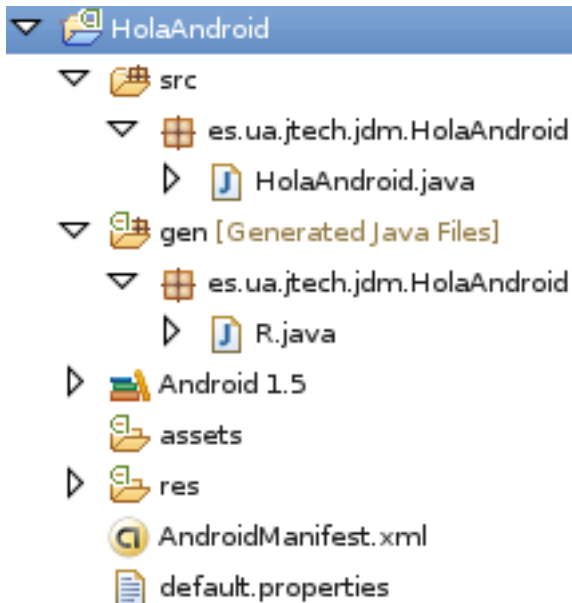 HolaAndroid
src
es.ua.jtech.jdm.HolaAndroid
HolaAndroid.java
gen [Generated Java Files]
es.ua.jtech.jdm.HolaAndroid
R.java
Android 1.5
assets
res
AndroidManifest.xml
default.properties